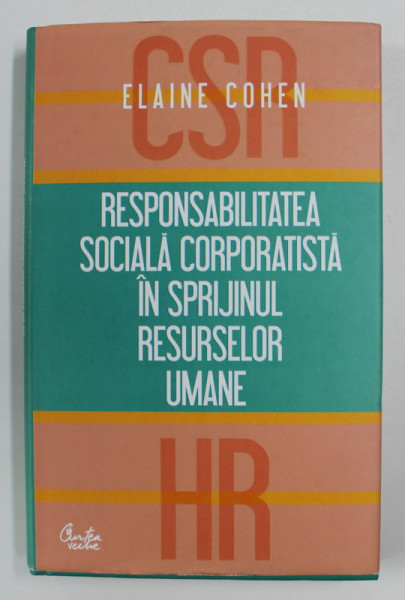 CSR
ELAINE COHEN
RESPONSABILITATEA
SOCIALĂ CORPORATISTĂ
ÎN SPRIJINUL
RESURSELOR
UMANE
HR
Curtea
veche